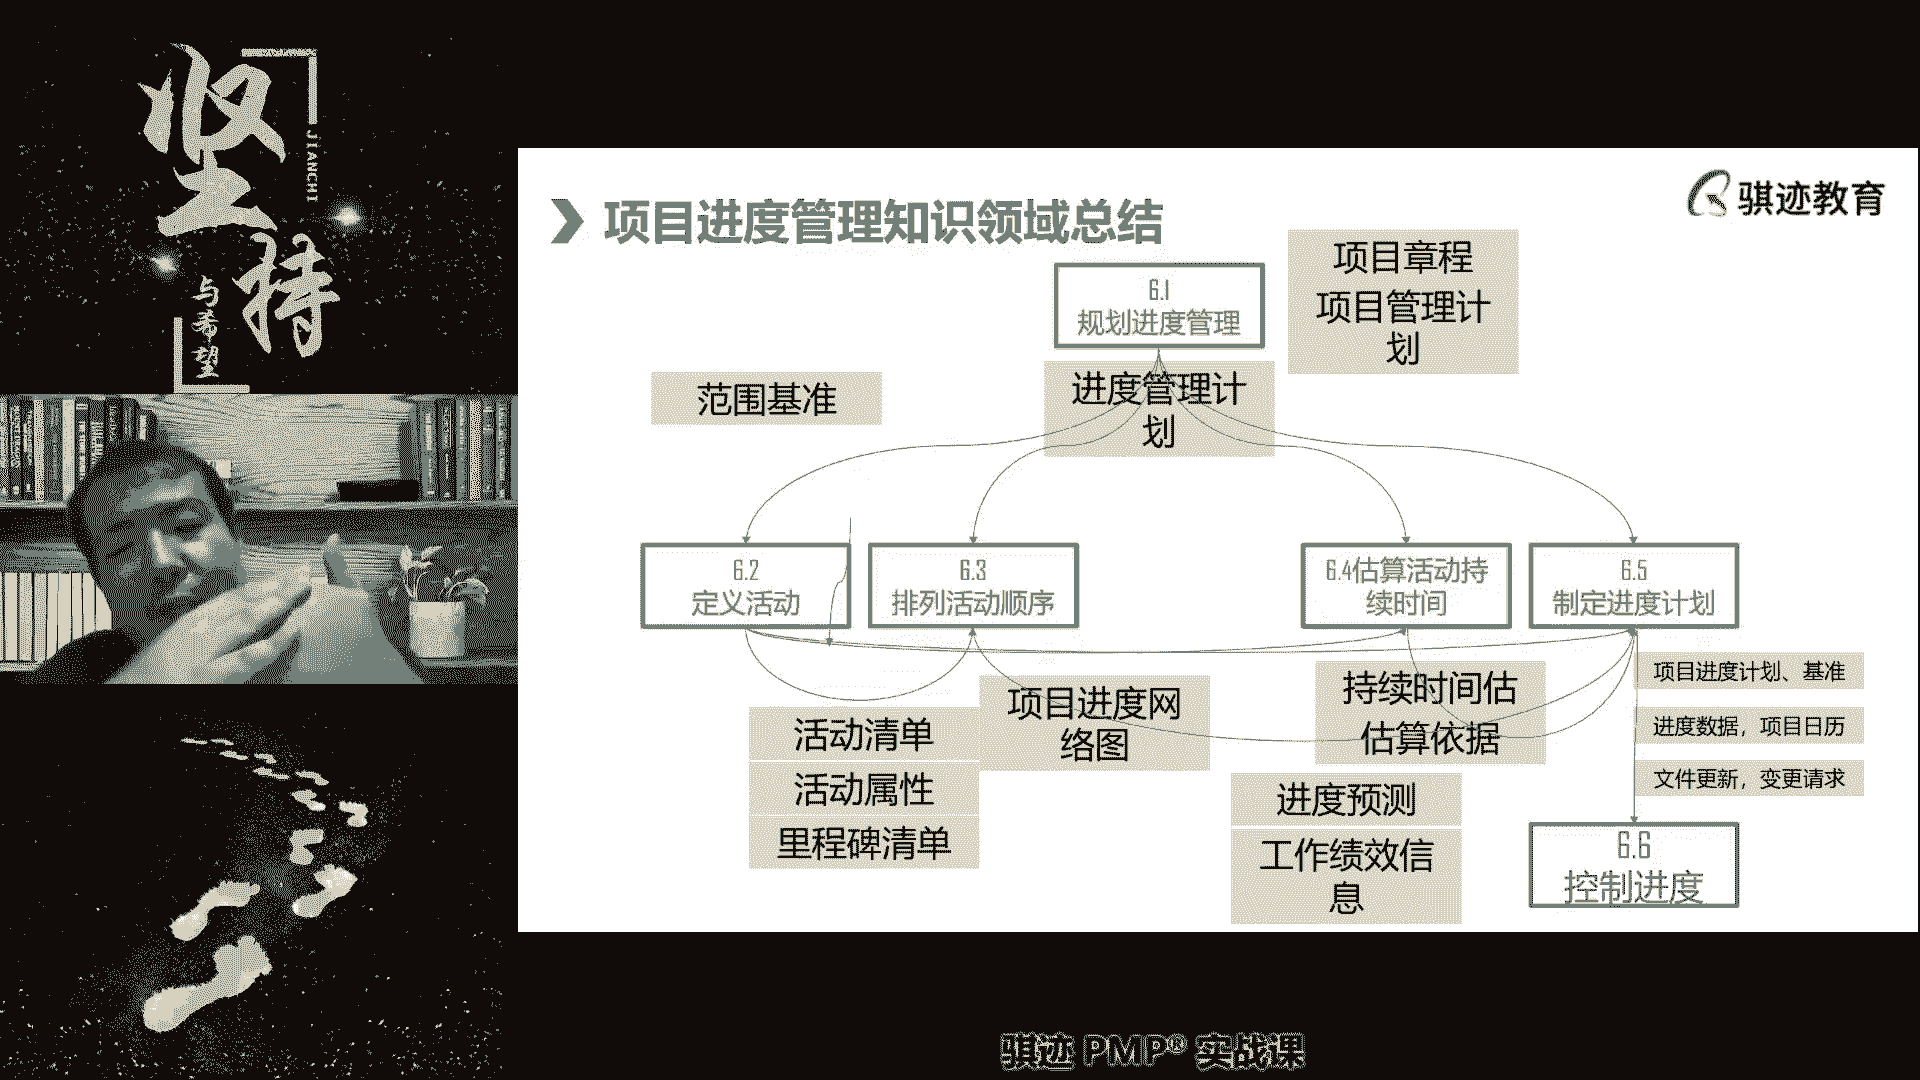 坚持
JIANCHI
与希望
骐迹教育
项目进度管理知识领域总结
6.1
规划进度管理
项目章程
项目管理计
划
范围基准
进度管理计
划
6.2
定义活动
6.3
排列活动顺序
6.4估算活动持
续时间
6.5
制定进度计划
活动清单
活动属性
里程碑清单
项目进度网
络图
持续时间估
估算依据
进度预测
工作绩效信
息
项目进度计划、基准
进度数据，项目日历
文件更新，变更请求
6.6
控制进度
骐迹 PMP® 实战课